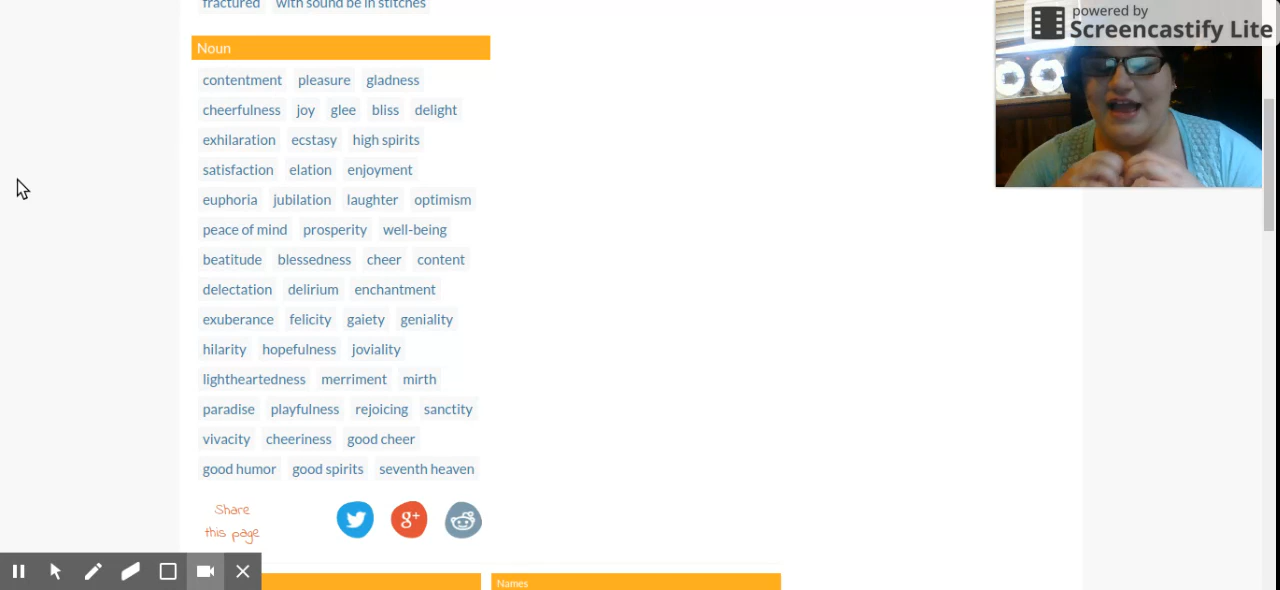 fractured with sound be in stitches
powered by
Screencastify Lite
Noun
contentment pleasure gladness
cheerfulness joy glee bliss delight
exhilaration ecstasy high spirits
satisfaction elation enjoyment
euphoria jubilation laughter optimism
peace of mind prosperity well-being
beatitude blessedness cheer content
delectation delirium enchantment
exuberance felicity gaiety geniality
hilarity hopefulness joviality
lightheartedness merriment mirth
paradise playfulness rejoicing sanctity
vivacity cheeriness good cheer
good humor good spirits seventh heaven
Share
this page
g+
Names